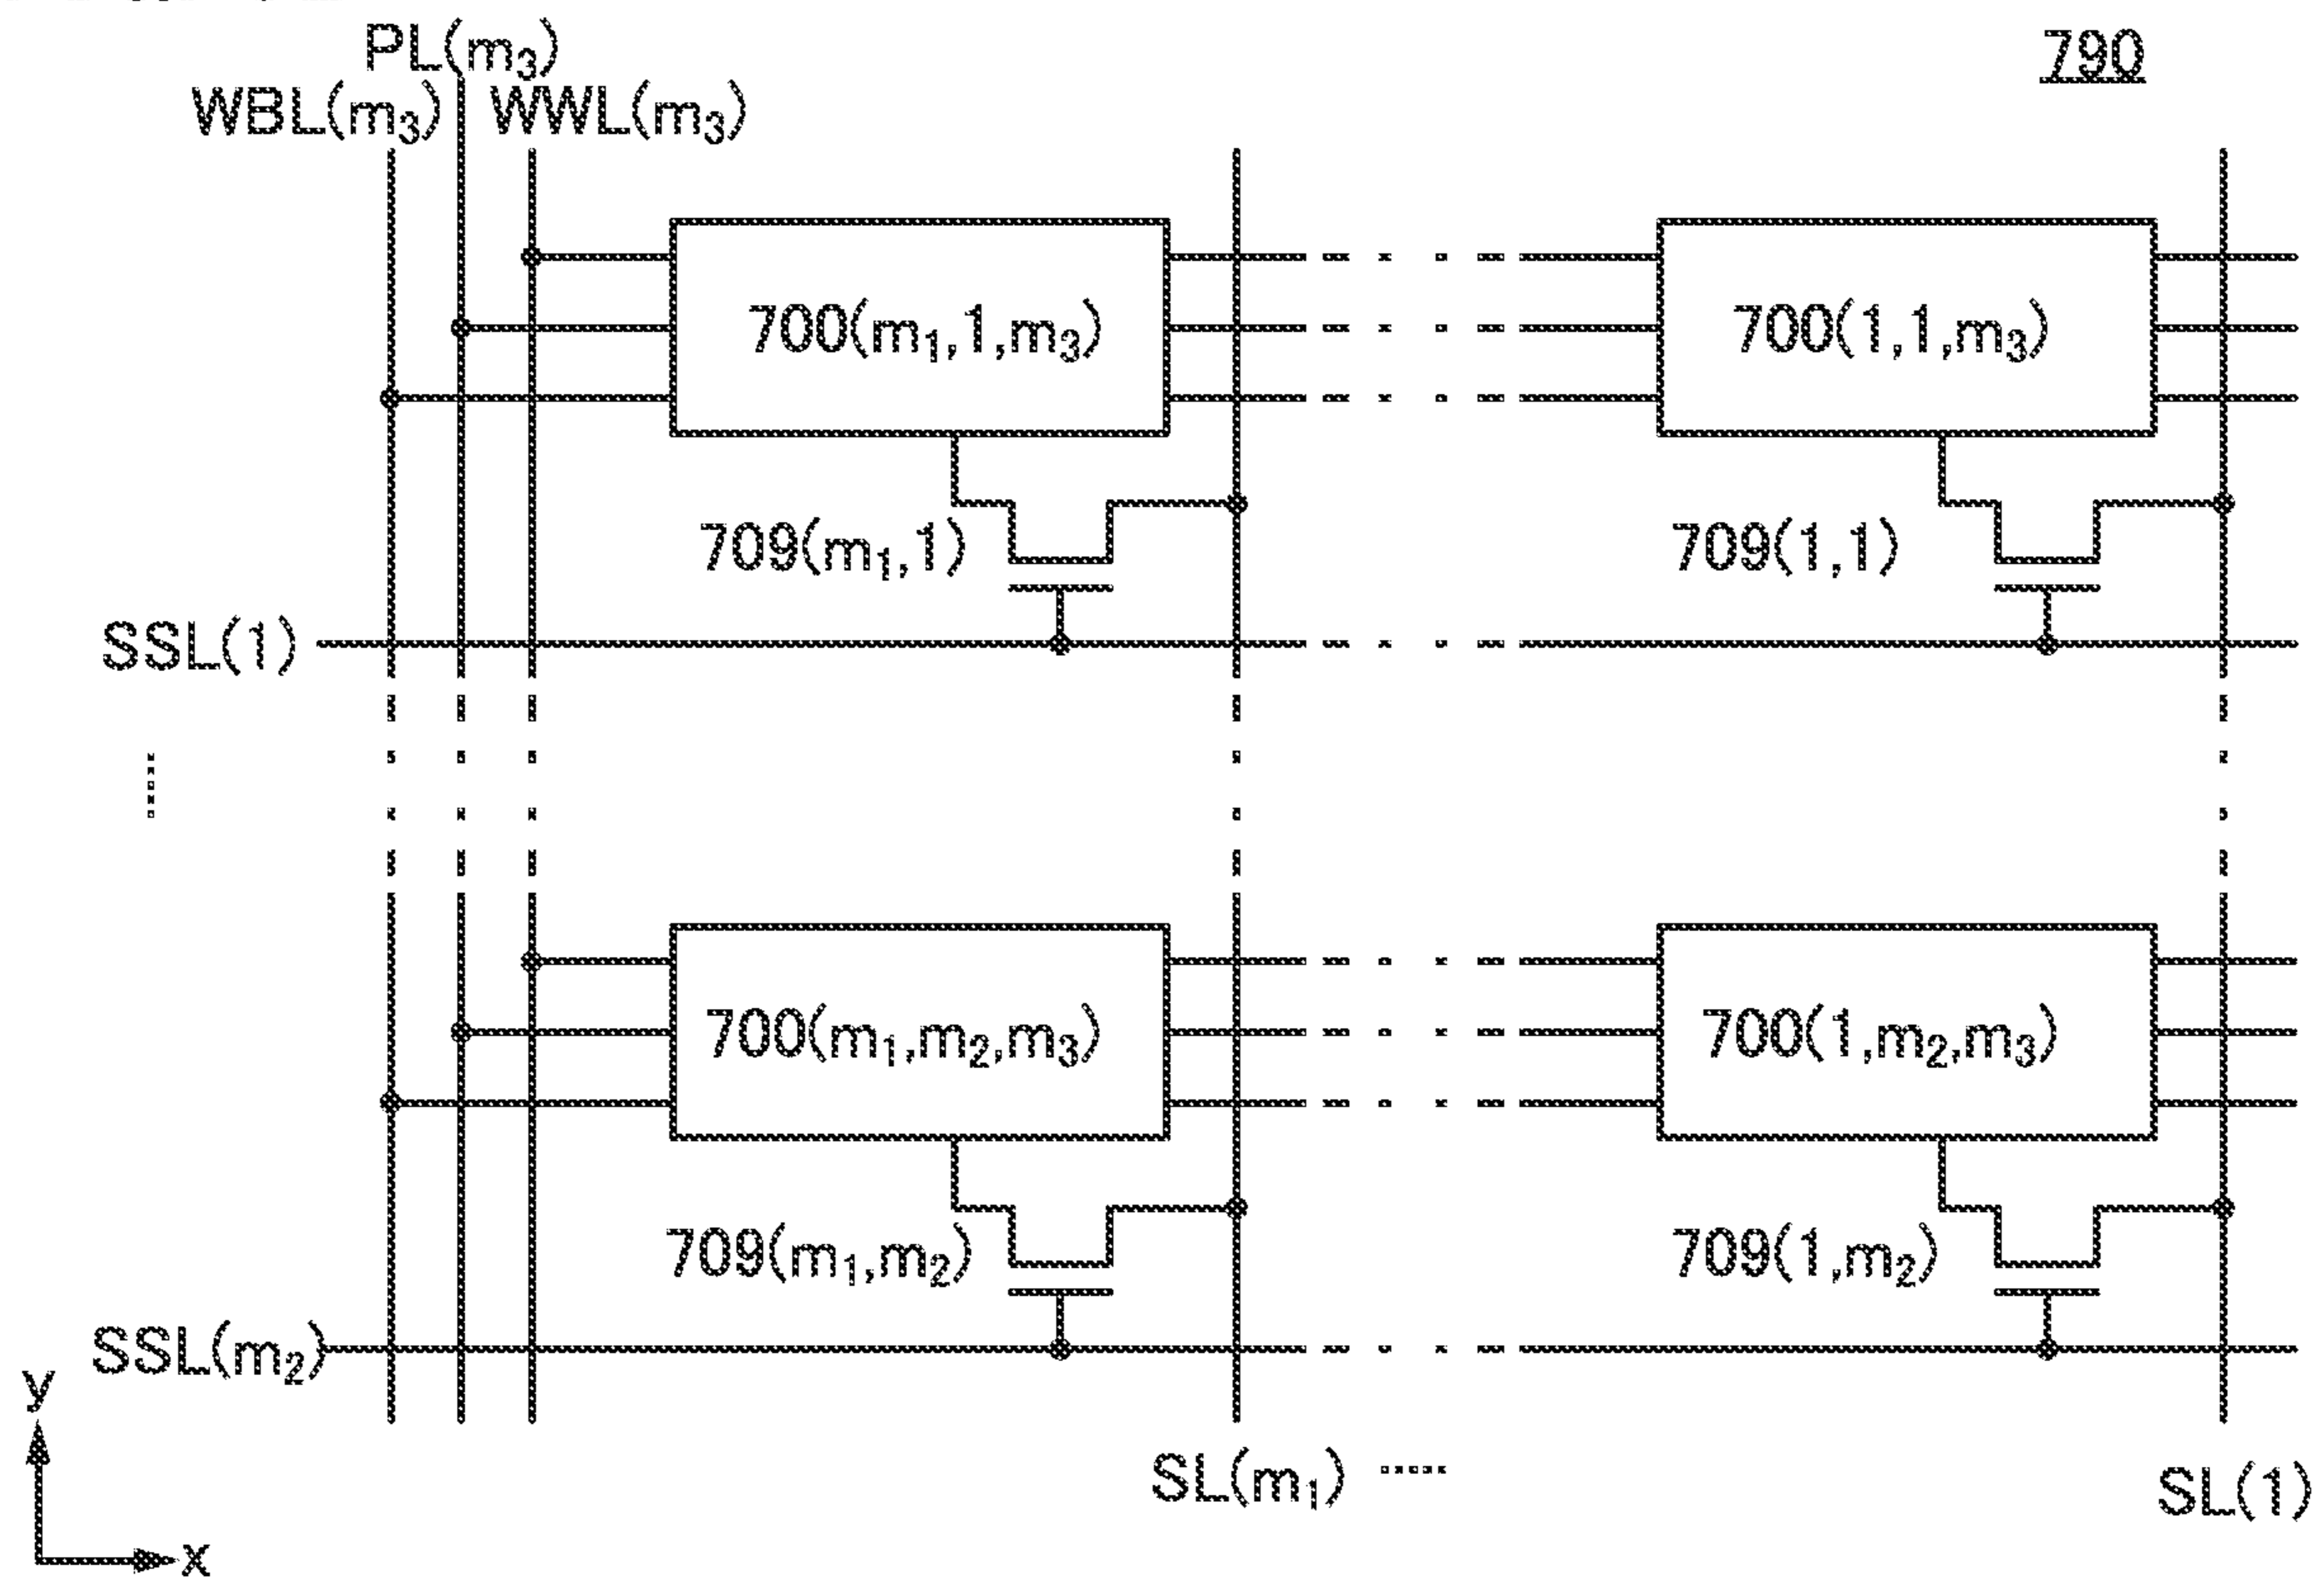 PL(m₃)
790
WBL(m₃)
WWL(m₃)
700(m₁,1,m₃)
700(1,1,m₃)
709(m₁,1)
709(1,1)
SSL(1)
700(m₁,m₂,m₃)
700(1,m₂,m₃)
709(m₁,m₂)
709(1,m₂)
SSL(m₂)
y
SL(m₁)
SL(1)
x